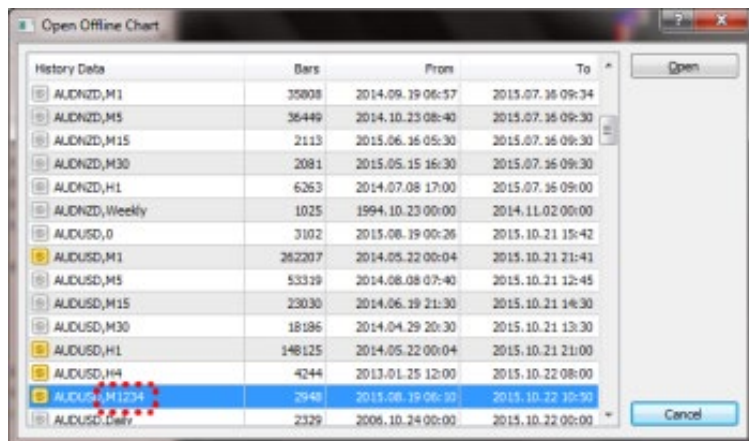 Open Offline Chart
History Data Bars From To
AUDNZD,M1 35808 2014.09.19 06:57 2015.07.16 09:34
AUDNZD,M5 36449 2014.10.23 08:40 2015.07.16 09:30
AUDNZD,M15 2113 2015.06.16 05:30 2015.07.16 09:30
AUDNZD,M30 2081 2015.05.15 16:30 2015.07.16 09:30
AUDNZD,H1 6263 2014.07.08 17:00 2015.07.16 09:00
AUDNZD,Weekly 1025 1994.10.23 00:00 2014.11.02 00:00
AUDUSD,0 3102 2015.08.19 00:26 2015.10.21 15:42
AUDUSD,M1 262207 2014.05.22 00:04 2015.10.21 21:41
AUDUSD,M5 53319 2014.08.08 07:40 2015.10.21 12:45
AUDUSD,M15 23030 2014.06.19 21:30 2015.10.21 14:30
AUDUSD,M30 18186 2014.04.29 20:30 2015.10.21 13:30
AUDUSD,H1 148125 2014.05.22 00:04 2015.10.21 21:00
AUDUSD,H4 4244 2013.01.25 12:00 2015.10.22 08:00
AUDUSD,M1234 2948 2015.08.19 06:10 2015.10.22 10:50
AUDUSD,Daily 2329 2006.10.24 00:00 2015.10.22 00:00
Open
Cancel